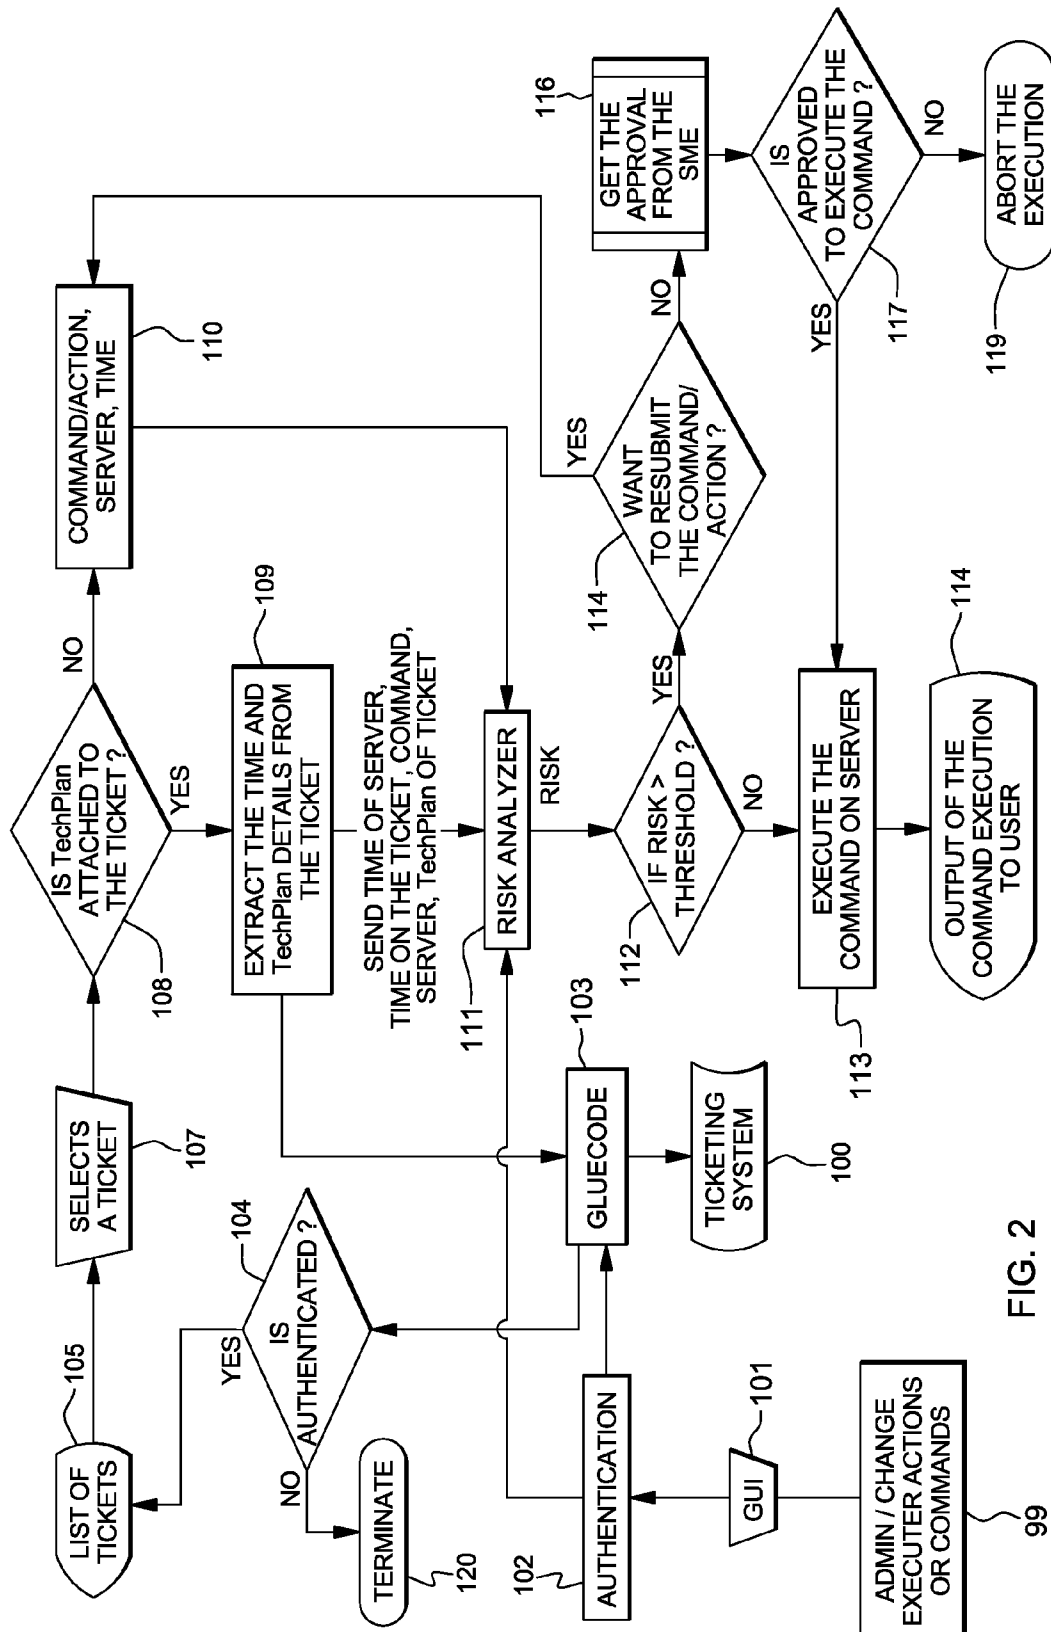 LIST OF
TICKETS
105
SELECTS
A TICKET
107
IS TechPlan
ATTACHED TO
THE TICKET ?
108
NO
YES
COMMAND/ACTION,
SERVER, TIME
110
IS
AUTHENTICATED ?
104
YES
NO
TERMINATE
120
EXTRACT THE TIME AND
TechPlan DETAILS FROM
THE TICKET
109
SEND TIME OF SERVER,
TIME ON THE TICKET, COMMAND,
SERVER, TechPlan OF TICKET
AUTHENTICATION
102
GLUECODE
103
RISK ANALYZER
111
RISK
GUI
101
TICKETING
SYSTEM
100
IF RISK >
THRESHOLD ?
112
YES
NO
WANT
TO RESUBMIT
THE COMMAND/
ACTION ?
114
YES
NO
GET THE
APPROVAL
FROM THE
SME
116
ADMIN / CHANGE
EXECUTER ACTIONS
OR COMMANDS
99
EXECUTE THE
COMMAND ON SERVER
113
IS
APPROVED
TO EXECUTE THE
COMMAND ?
117
YES
NO
OUTPUT OF THE
COMMAND EXECUTION
TO USER
114
ABORT THE
EXECUTION
119
FIG. 2